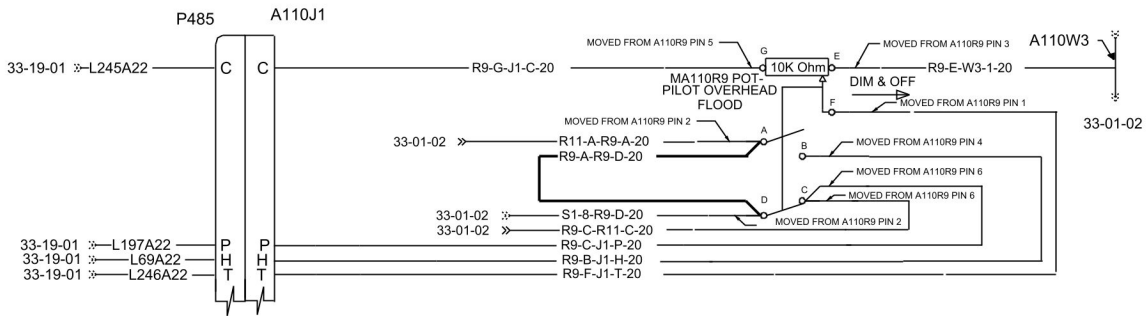 P485
A110J1
33-19-01
L245A22
C
C
R9-G-J1-C-20
MOVED FROM A110R9 PIN 5
G
10K Ohm
E
MOVED FROM A110R9 PIN 3
R9-E-W3-1-20
A110W3
33-01-02
MA110R9 POT-
PILOT OVERHEAD
FLOOD
DIM & OFF
F
MOVED FROM A110R9 PIN 1
MOVED FROM A110R9 PIN 2
33-01-02
R11-A-R9-A-20
A
R9-A-R9-D-20
B
MOVED FROM A110R9 PIN 4
MOVED FROM A110R9 PIN 6
C
MOVED FROM A110R9 PIN 6
D
33-01-02
S1-8-R9-D-20
MOVED FROM A110R9 PIN 2
33-01-02
R9-C-R11-C-20
33-19-01
L197A22
P
P
R9-C-J1-P-20
33-19-01
L69A22
H
H
R9-B-J1-H-20
33-19-01
L246A22
T
T
R9-F-J1-T-20